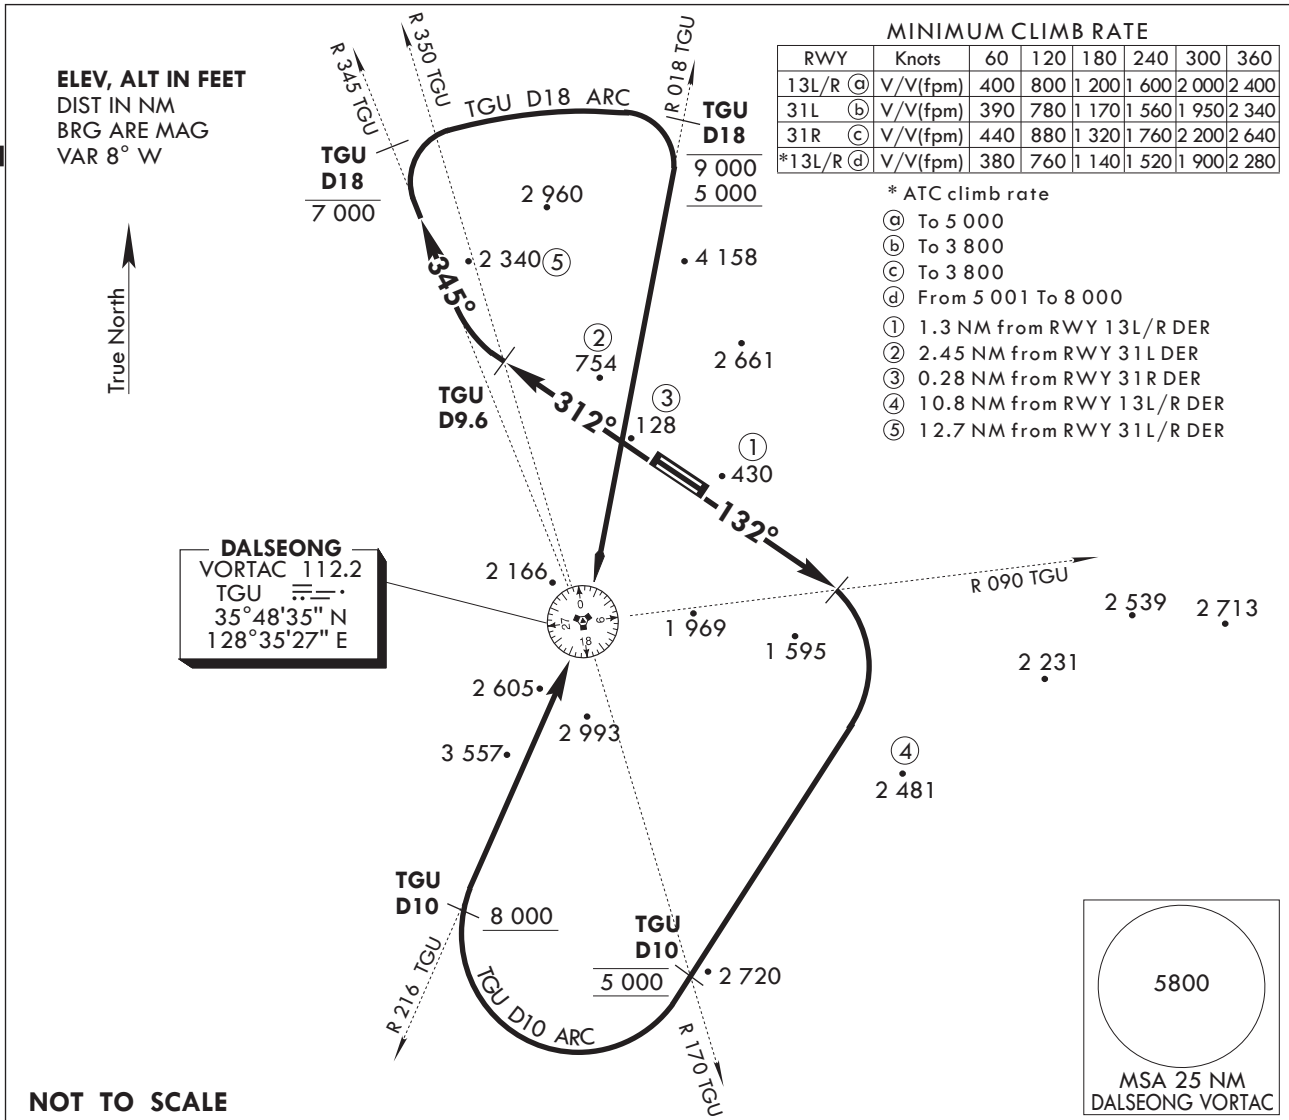 MINIMUM CLIMB RATE
RWY Knots 60 120 180 240 300 360
13L/R ⓐ V/V(fpm) 400 800 1 200 1 600 2 000 2 400
31L ⓑ V/V(fpm) 390 780 1 170 1 560 1 950 2 340
31R ⓒ V/V(fpm) 440 880 1 320 1 760 2 200 2 640
*13L/R ⓓ V/V(fpm) 380 760 1 140 1 520 1 900 2 280
* ATC climb rate
ⓐ To 5 000
ⓑ To 3 800
ⓒ To 3 800
ⓓ From 5 001 To 8 000
① 1.3 NM from RWY 13L/R DER
② 2.45 NM from RWY 31L DER
③ 0.28 NM from RWY 31R DER
④ 10.8 NM from RWY 13L/R DER
⑤ 12.7 NM from RWY 31L/R DER
ELEV, ALT IN FEET
DIST IN NM
BRG ARE MAG
VAR 8° W
True North
R 345 TGU
R 350 TGU
TGU D18 ARC
R 018 TGU
TGU
D18
7 000
TGU
D18
9 000
5 000
2 960
2 340 ⑤
4 158
345°
②
754
2 661
TGU
D9.6
312°
③
128
①
430
132°
DALSEONG
VORTAC 112.2
TGU
35°48'35" N
128°35'27" E
2 166
0
9
18
27
R 090 TGU
1 969
1 595
2 539
2 713
2 231
2 605
2 993
3 557
④
2 481
TGU
D10
8 000
R 216 TGU
TGU D10 ARC
TGU
D10
5 000
2 720
R 170 TGU
5800
MSA 25 NM
DALSEONG VORTAC
NOT TO SCALE